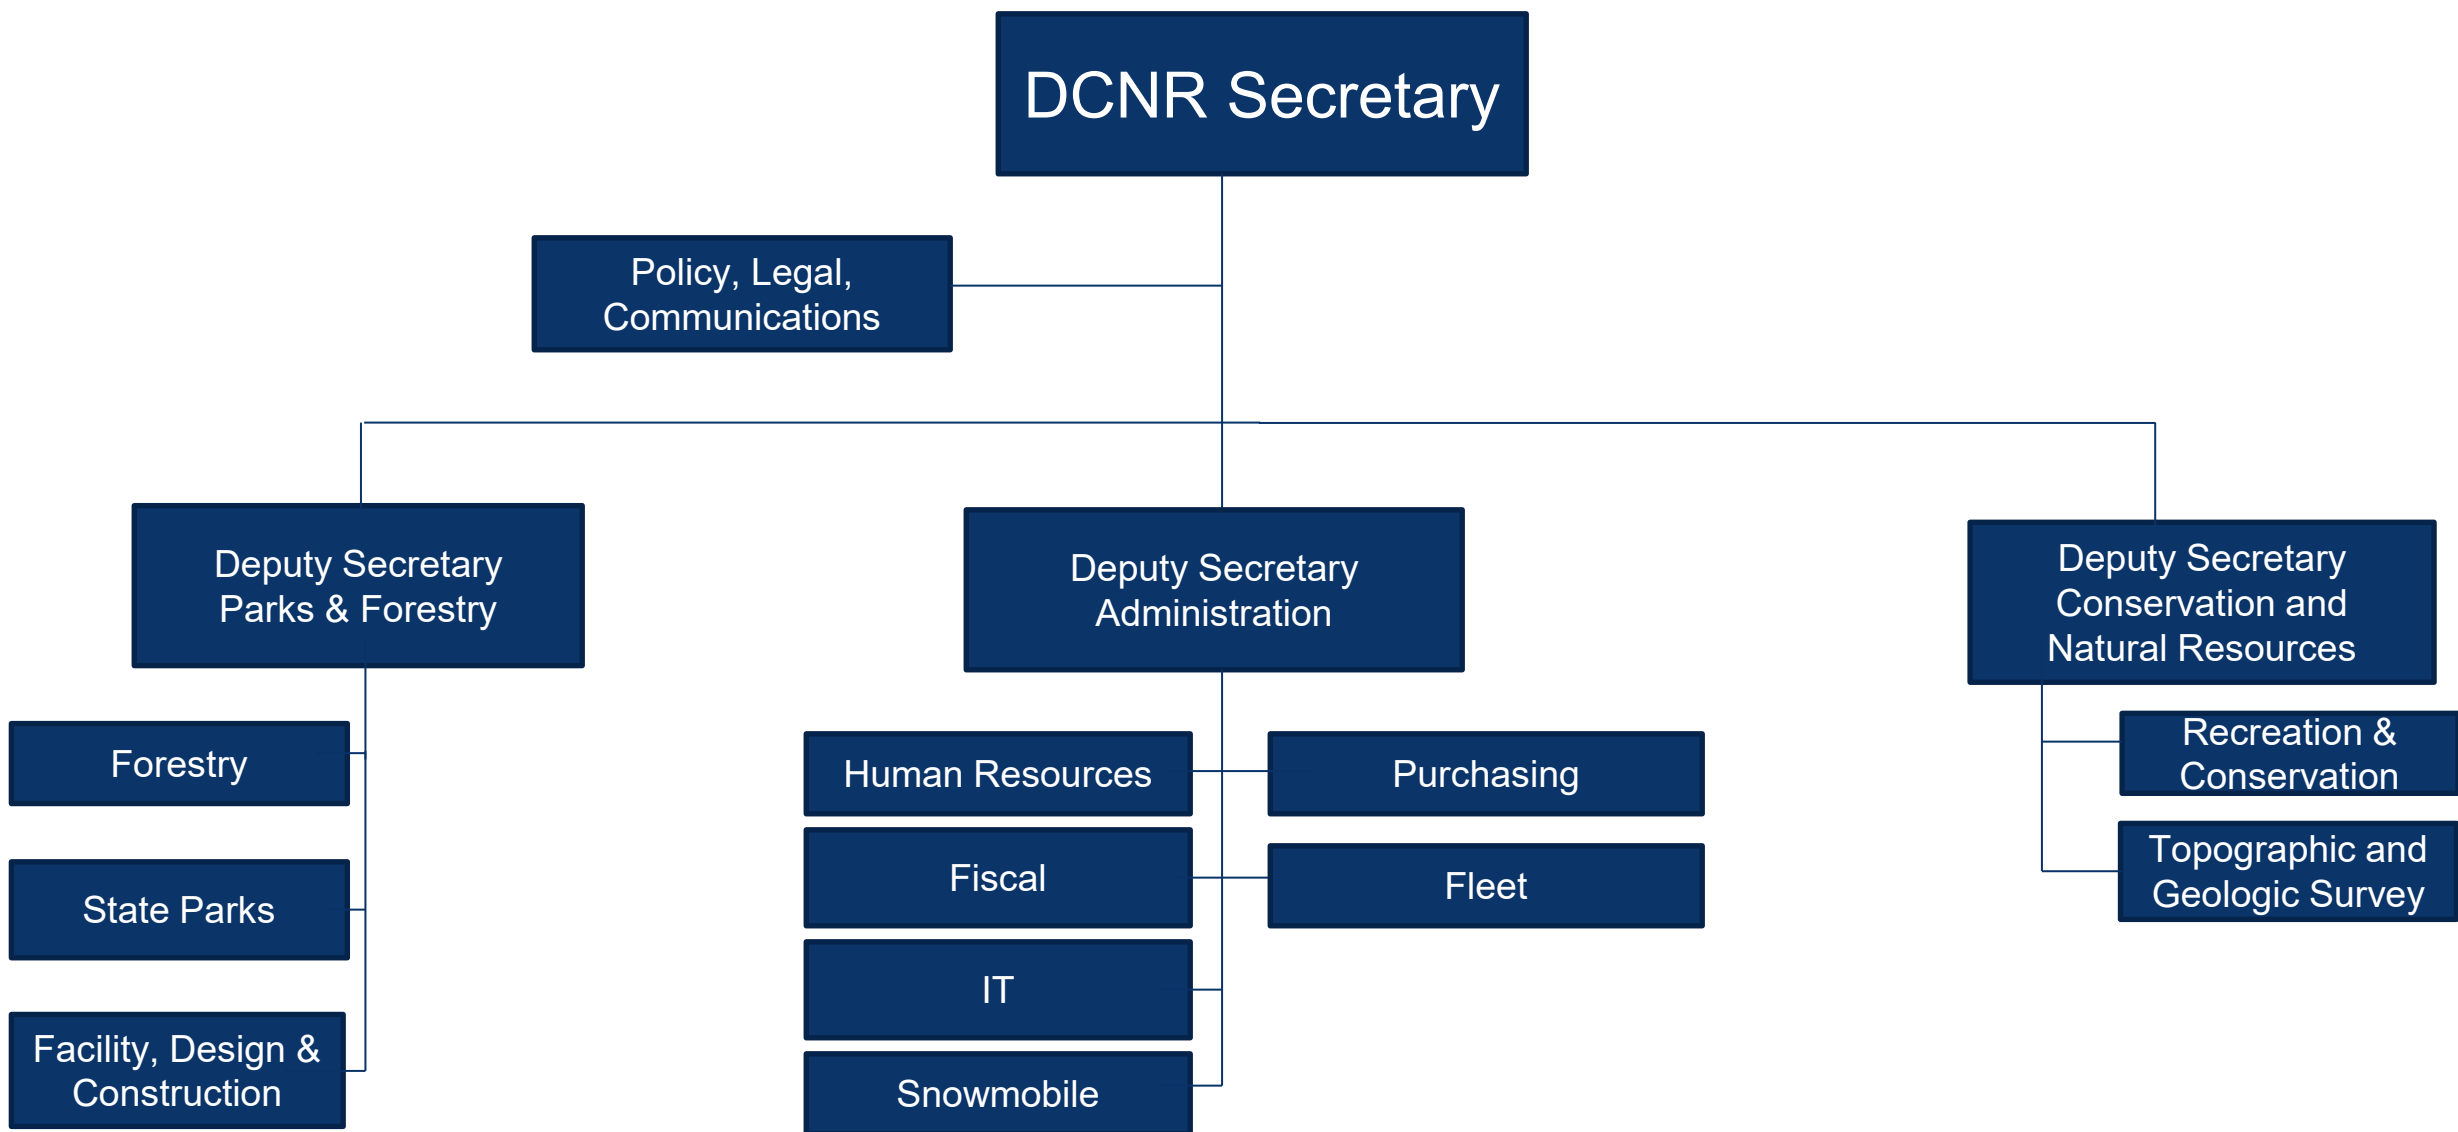 DCNR Secretary
Policy, Legal,
Communications
Deputy Secretary
Parks & Forestry
Deputy Secretary
Administration
Deputy Secretary
Conservation and
Natural Resources
Forestry
State Parks
Facility, Design &
Construction
Human Resources
Purchasing
Fiscal
Fleet
IT
Snowmobile
Recreation &
Conservation
Topographic and
Geologic Survey